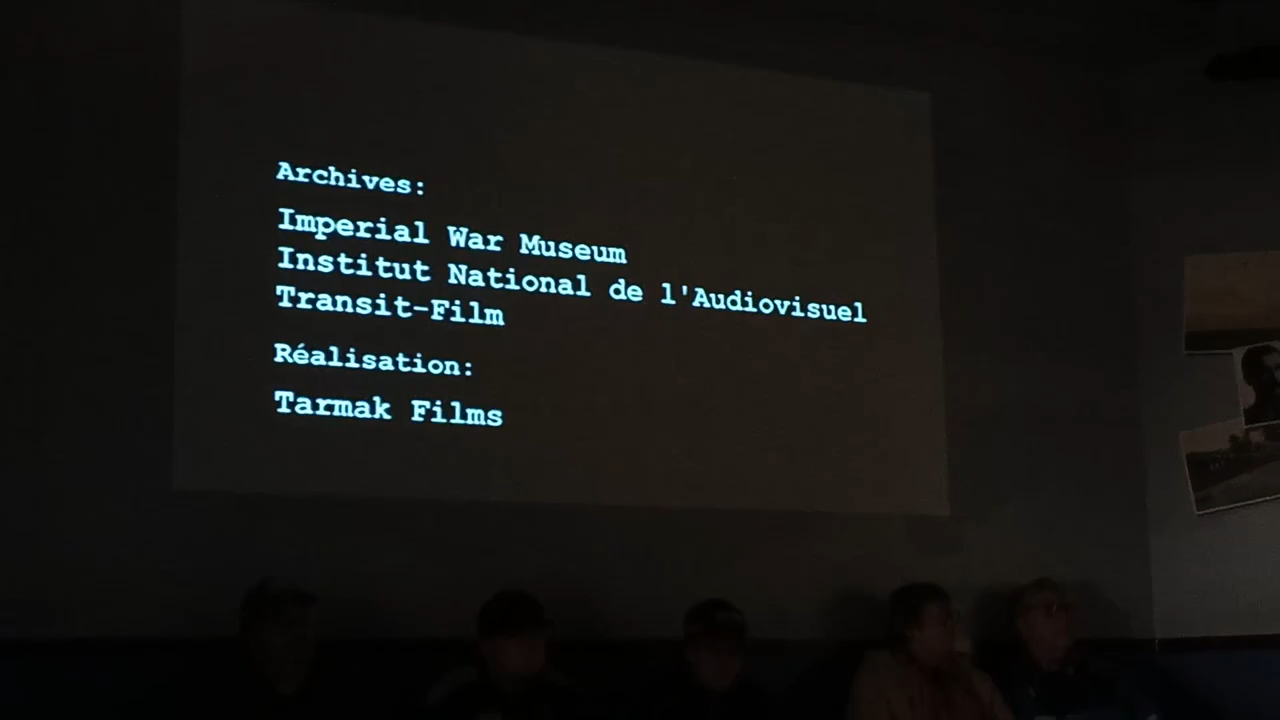 Archives:
Imperial War Museum
Institut National de l'Audiovisuel
Transit-Film
Réalisation:
Tarmak Films